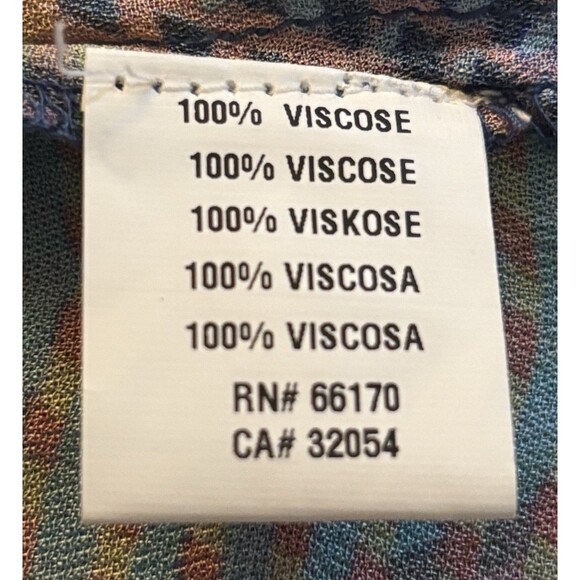 100% VISCOSE
100% VISCOSE
100% VISKOSE
100% VISCOSA
100% VISCOSA
RN# 66170
CA# 32054